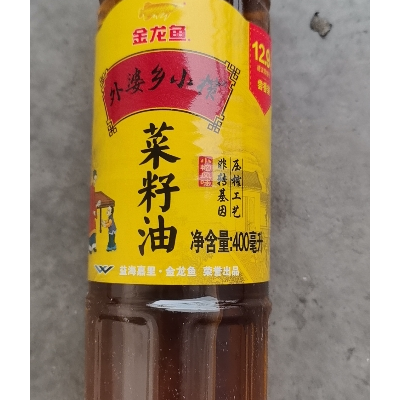 金龙鱼
外婆乡小
12.
菜籽油
压榨工艺
非转基因
净含量:400毫升
益海嘉里·金龙鱼 荣誉出品